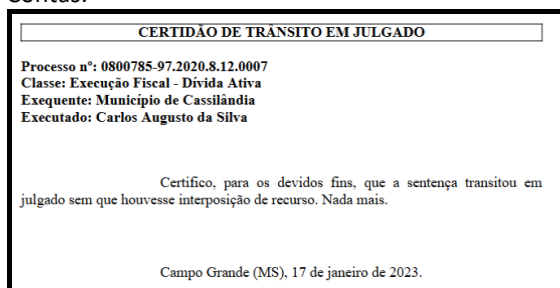 contas.
CERTIDÃO DE TRÂNSITO EM JULGADO
Processo nº: 0800785-97.2020.8.12.0007
Classe: Execução Fiscal - Dívida Ativa
Exequente: Município de Cassilândia
Executado: Carlos Augusto da Silva
Certifico, para os devidos fins, que a sentença transitou em
julgado sem que houvesse interposição de recurso. Nada mais.
Campo Grande (MS), 17 de janeiro de 2023.